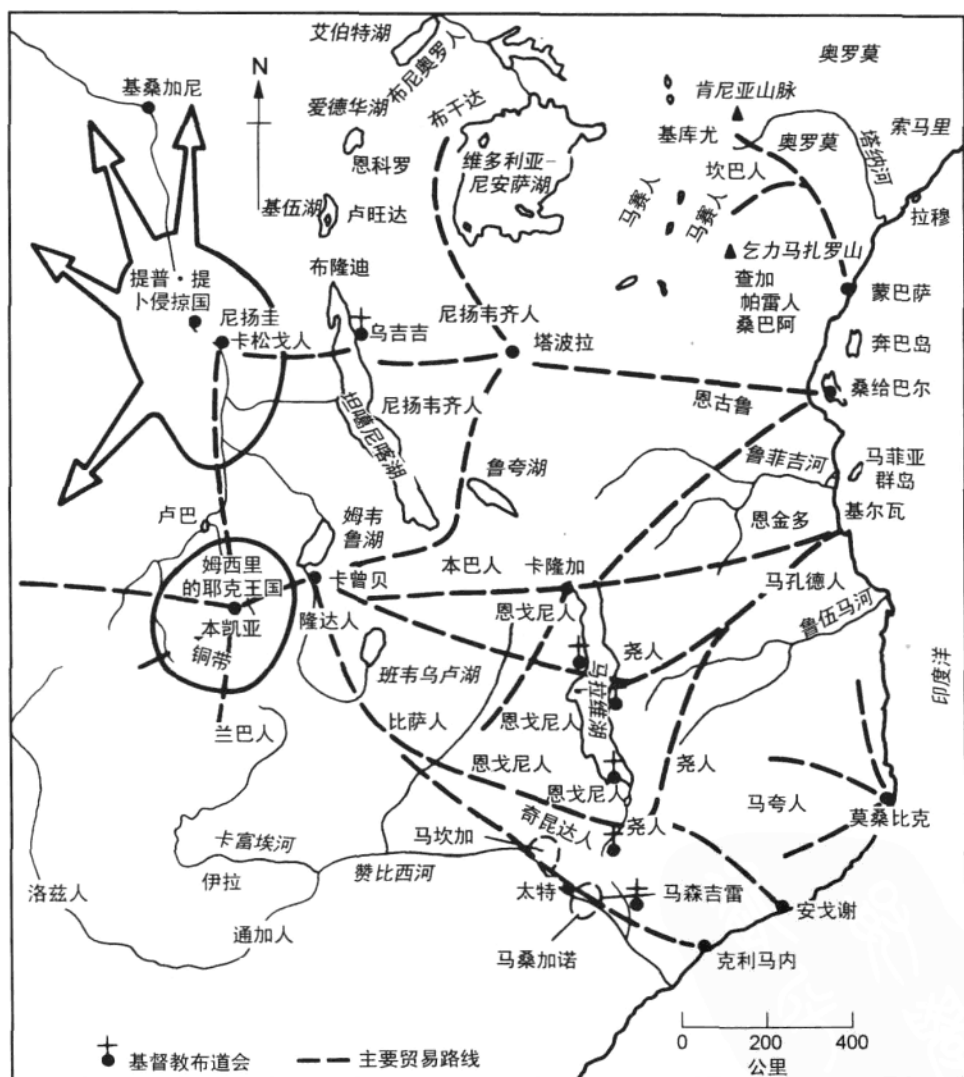 艾伯特湖
布尼奥罗人
奥罗莫
N
基桑加尼
肯尼亚山脉
爱德华湖
布干达
索马里
基库尤
奥罗莫
塔纳河
恩科罗
维多利亚-
尼安萨湖
坎巴人
马赛人
马赛人
基伍湖
卢旺达
拉穆
乞力马扎罗山
布隆迪
提普·提
卜侵掠国
查加
帕雷人
桑巴阿
蒙巴萨
尼扬圭
卡松戈人
乌吉吉
尼扬韦齐人
塔波拉
奔巴岛
桑给巴尔
尼扬韦齐人
恩古鲁
坦噶尼喀湖
鲁夸湖
鲁菲吉河
马菲亚
群岛
卢巴
姆韦
鲁湖
恩金多
基尔瓦
姆西里
的耶克王国
卡曾贝
本巴人
卡隆加
马孔德人
本凯亚
隆达人
恩戈尼人
鲁伍马河
铜带
班韦乌卢湖
尧人
马拉维湖
印度洋
兰巴人
比萨人
恩戈尼人
恩戈尼人
尧人
恩戈尼人
马夸人
莫桑比克
奇昆达人
尧人
卡富埃河
马坎加
伊拉
赞比西河
洛兹人
太特
马森吉雷
安戈谢
通加人
马桑加诺
克利马内
基督教布道会
主要贸易路线
0 200 400
公里